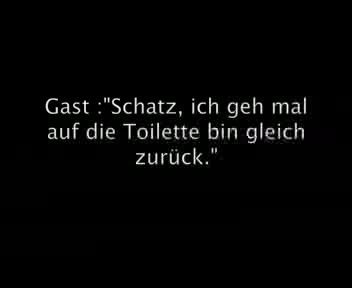 Gast :"Schatz, ich geh mal
auf die Toilette bin gleich
zurück."